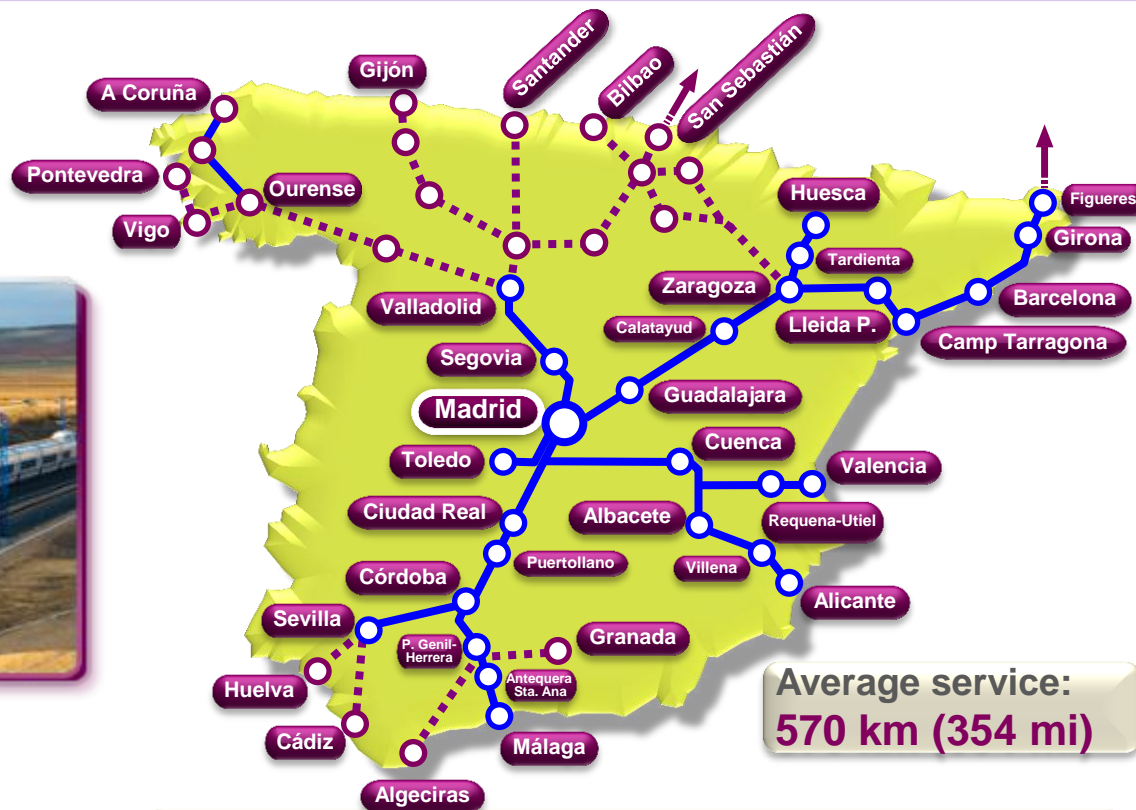 Santander
Bilbao
San Sebastián
Gijón
A Coruña
Pontevedra
Ourense
Vigo
Huesca
Figueres
Girona
Tardienta
Zaragoza
Valladolid
Barcelona
Calatayud
Lleida P.
Camp Tarragona
Segovia
Madrid
Guadalajara
Cuenca
Toledo
Valencia
Ciudad Real
Albacete
Requena-Utiel
Puertollano
Villena
Córdoba
Alicante
Sevilla
P. Genil-
Herrera
Granada
Huelva
Antequera
Sta. Ana
Cádiz
Málaga
Algeciras
Average service:
570 km (354 mi)